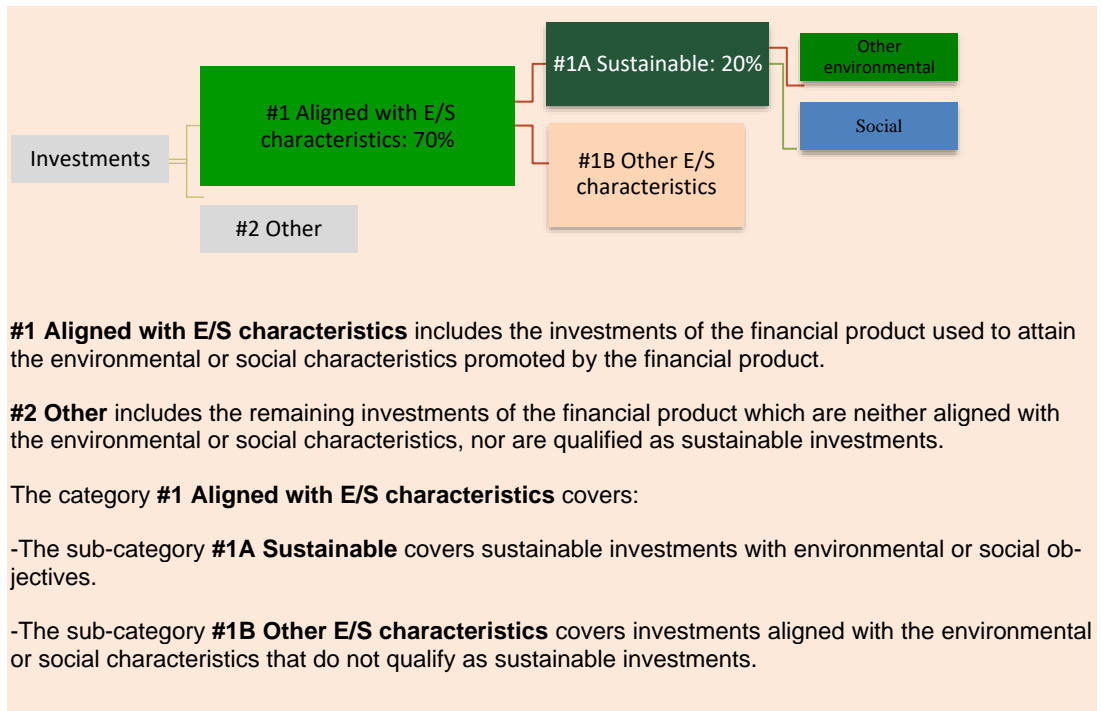 Other
environmental
#1A Sustainable: 20%
#1 Aligned with E/S
characteristics: 70%
Social
Investments
#1B Other E/S
characteristics
#2 Other
#1 Aligned with E/S characteristics includes the investments of the financial product used to attain
the environmental or social characteristics promoted by the financial product.
#2 Other includes the remaining investments of the financial product which are neither aligned with
the environmental or social characteristics, nor are qualified as sustainable investments.
The category #1 Aligned with E/S characteristics covers:
-The sub-category #1A Sustainable covers sustainable investments with environmental or social ob-
jectives.
-The sub-category #1B Other E/S characteristics covers investments aligned with the environmental
or social characteristics that do not qualify as sustainable investments.